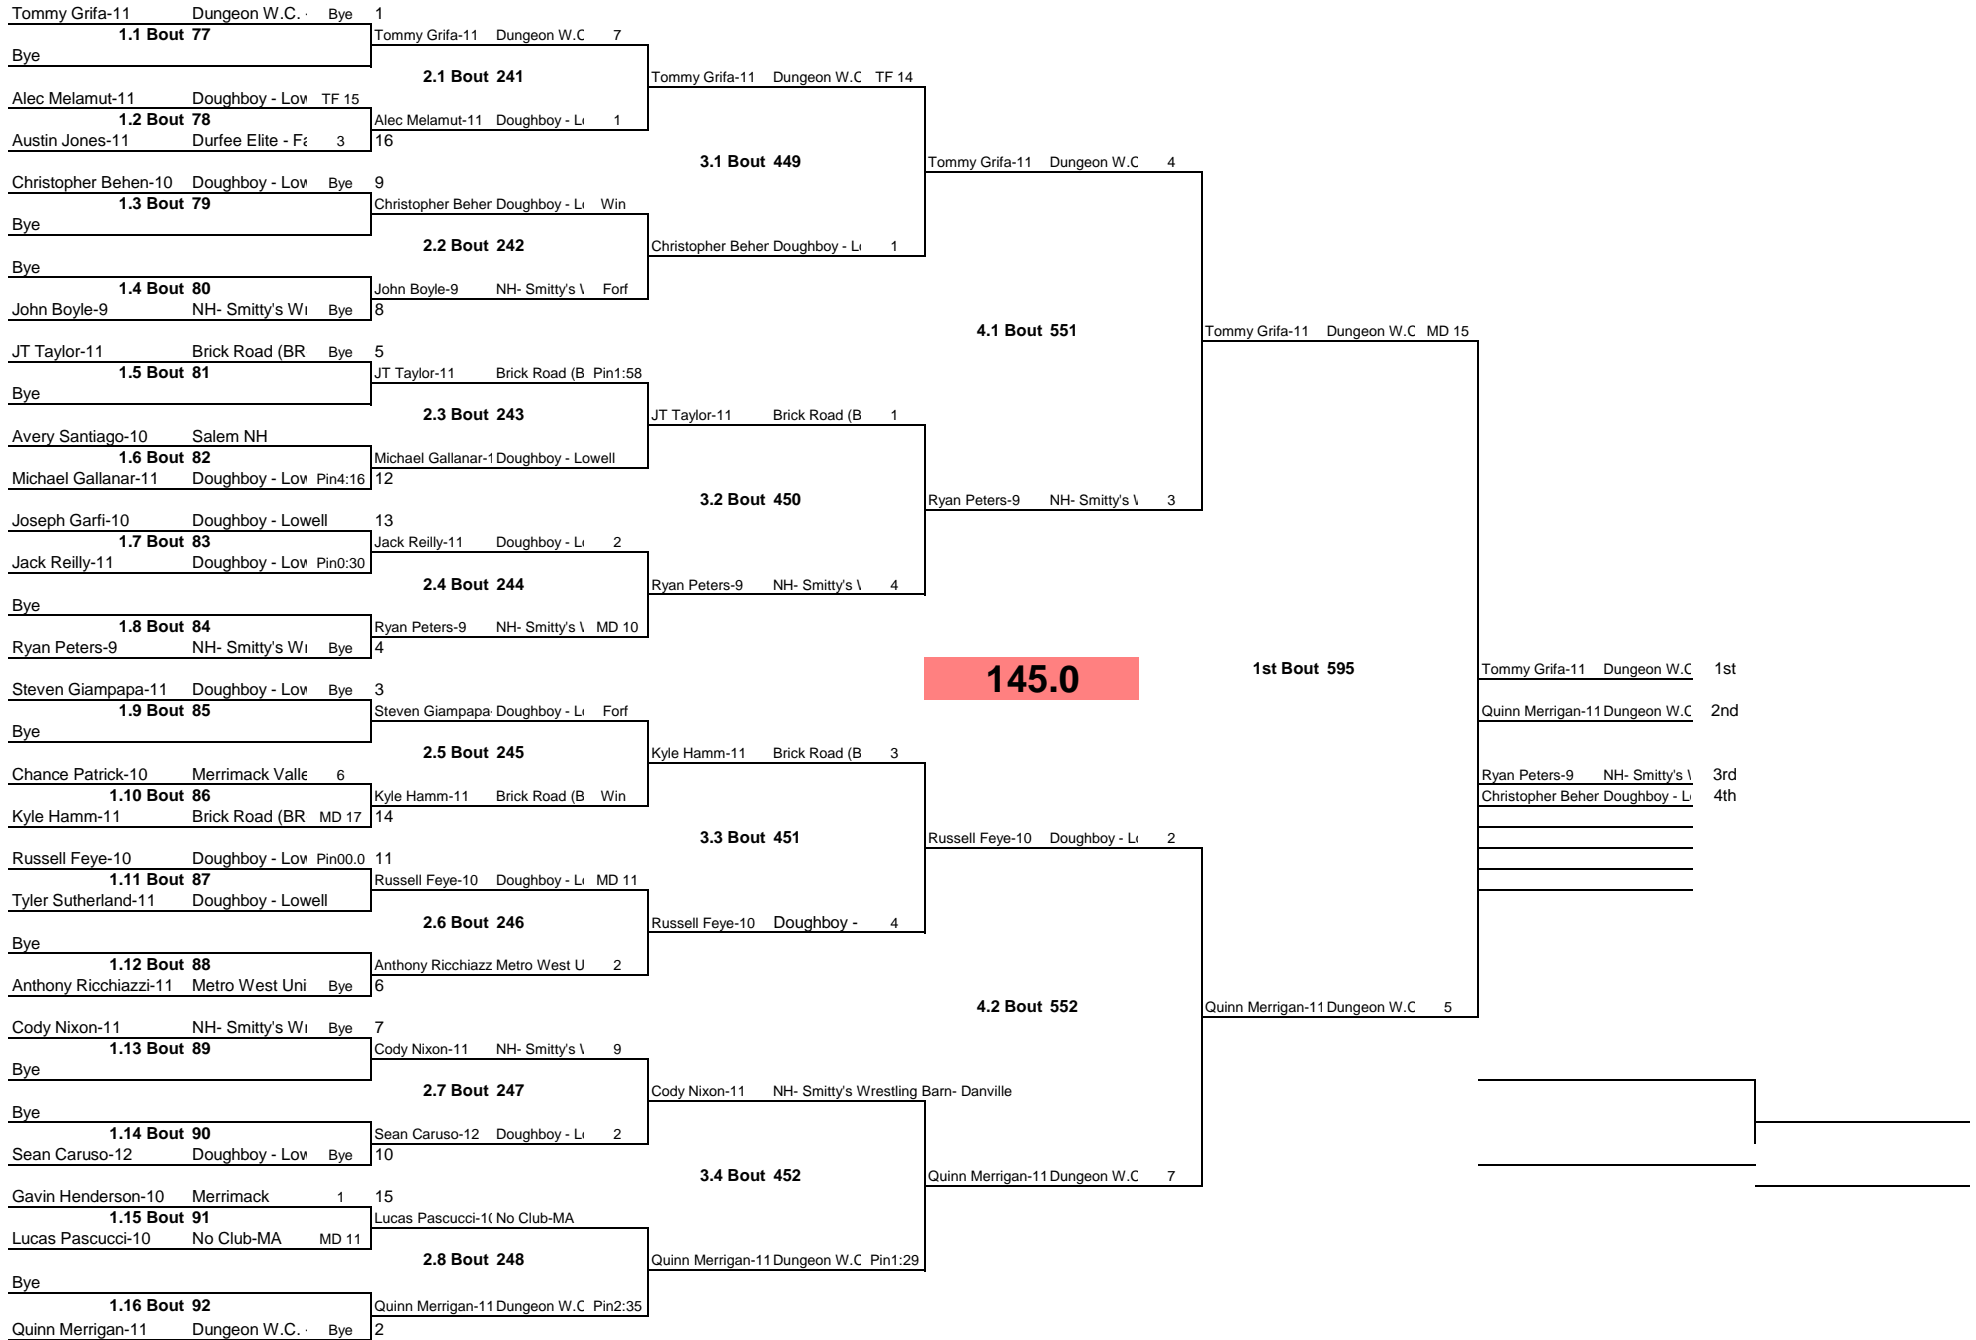 Tommy Grifa-11 Dungeon W.C. - Bye 1
1.1 Bout 77
Bye
Tommy Grifa-11 Dungeon W.C 7
2.1 Bout 241
Alec Melamut-11 Doughboy - Low TF 15
1.2 Bout 78
Austin Jones-11 Durfee Elite - Fa 3 16
Alec Melamut-11 Doughboy - L 1
Tommy Grifa-11 Dungeon W.C TF 14
3.1 Bout 449
Christopher Behen-10 Doughboy - Low Bye 9
1.3 Bout 79
Bye
Christopher Beher Doughboy - L Win
2.2 Bout 242
Bye
1.4 Bout 80
John Boyle-9 NH- Smitty's Wr Bye 8
John Boyle-9 NH- Smitty's Forf
Christopher Beher Doughboy - L 1
Tommy Grifa-11 Dungeon W.C 4
4.1 Bout 551
JT Taylor-11 Brick Road (BR Bye 5
1.5 Bout 81
Bye
JT Taylor-11 Brick Road (B Pin1:58
2.3 Bout 243
Avery Santiago-10 Salem NH
1.6 Bout 82
Michael Gallanar-11 Doughboy - Low Pin4:16 12
Michael Gallanar-1 Doughboy - Lowell
JT Taylor-11 Brick Road (B 1
3.2 Bout 450
Joseph Garfi-10 Doughboy - Lowell 13
1.7 Bout 83
Jack Reilly-11 Doughboy - Low Pin0:30
Jack Reilly-11 Doughboy - L 2
2.4 Bout 244
Bye
1.8 Bout 84
Ryan Peters-9 NH- Smitty's Wr Bye 4
Ryan Peters-9 NH- Smitty's MD 10
Ryan Peters-9 NH- Smitty's 4
Ryan Peters-9 NH- Smitty's 3
Tommy Grifa-11 Dungeon W.C MD 15
145.0
1st Bout 595
Tommy Grifa-11 Dungeon W.C 1st
Quinn Merrigan-11 Dungeon W.C 2nd
Ryan Peters-9 NH- Smitty's 3rd
Christopher Beher Doughboy - L 4th
Steven Giampapa-11 Doughboy - Low Bye 3
1.9 Bout 85
Bye
Steven Giampapa- Doughboy - L Forf
2.5 Bout 245
Chance Patrick-10 Merrimack Valle 6
1.10 Bout 86
Kyle Hamm-11 Brick Road (BR MD 17 14
Kyle Hamm-11 Brick Road (B Win
Kyle Hamm-11 Brick Road (B 3
3.3 Bout 451
Russell Feye-10 Doughboy - Low Pin00.0 11
1.11 Bout 87
Tyler Sutherland-11 Doughboy - Lowell
Russell Feye-10 Doughboy - L MD 11
2.6 Bout 246
Bye
1.12 Bout 88
Anthony Ricchiazzi-11 Metro West Uni Bye 6
Anthony Ricchiazz Metro West U 2
Russell Feye-10 Doughboy - 4
Russell Feye-10 Doughboy - L 2
4.2 Bout 552
Cody Nixon-11 NH- Smitty's Wr Bye 7
1.13 Bout 89
Bye
Cody Nixon-11 NH- Smitty's 9
2.7 Bout 247
Bye
1.14 Bout 90
Sean Caruso-12 Doughboy - Low Bye 10
Sean Caruso-12 Doughboy - L 2
Cody Nixon-11 NH- Smitty's Wrestling Barn- Danville
3.4 Bout 452
Gavin Henderson-10 Merrimack 1 15
1.15 Bout 91
Lucas Pascucci-10 No Club-MA MD 11
Lucas Pascucci-1( No Club-MA
2.8 Bout 248
Bye
1.16 Bout 92
Quinn Merrigan-11 Dungeon W.C. - Bye 2
Quinn Merrigan-11 Dungeon W.C Pin2:35
Quinn Merrigan-11 Dungeon W.C Pin1:29
Quinn Merrigan-11 Dungeon W.C 7
Quinn Merrigan-11 Dungeon W.C 5